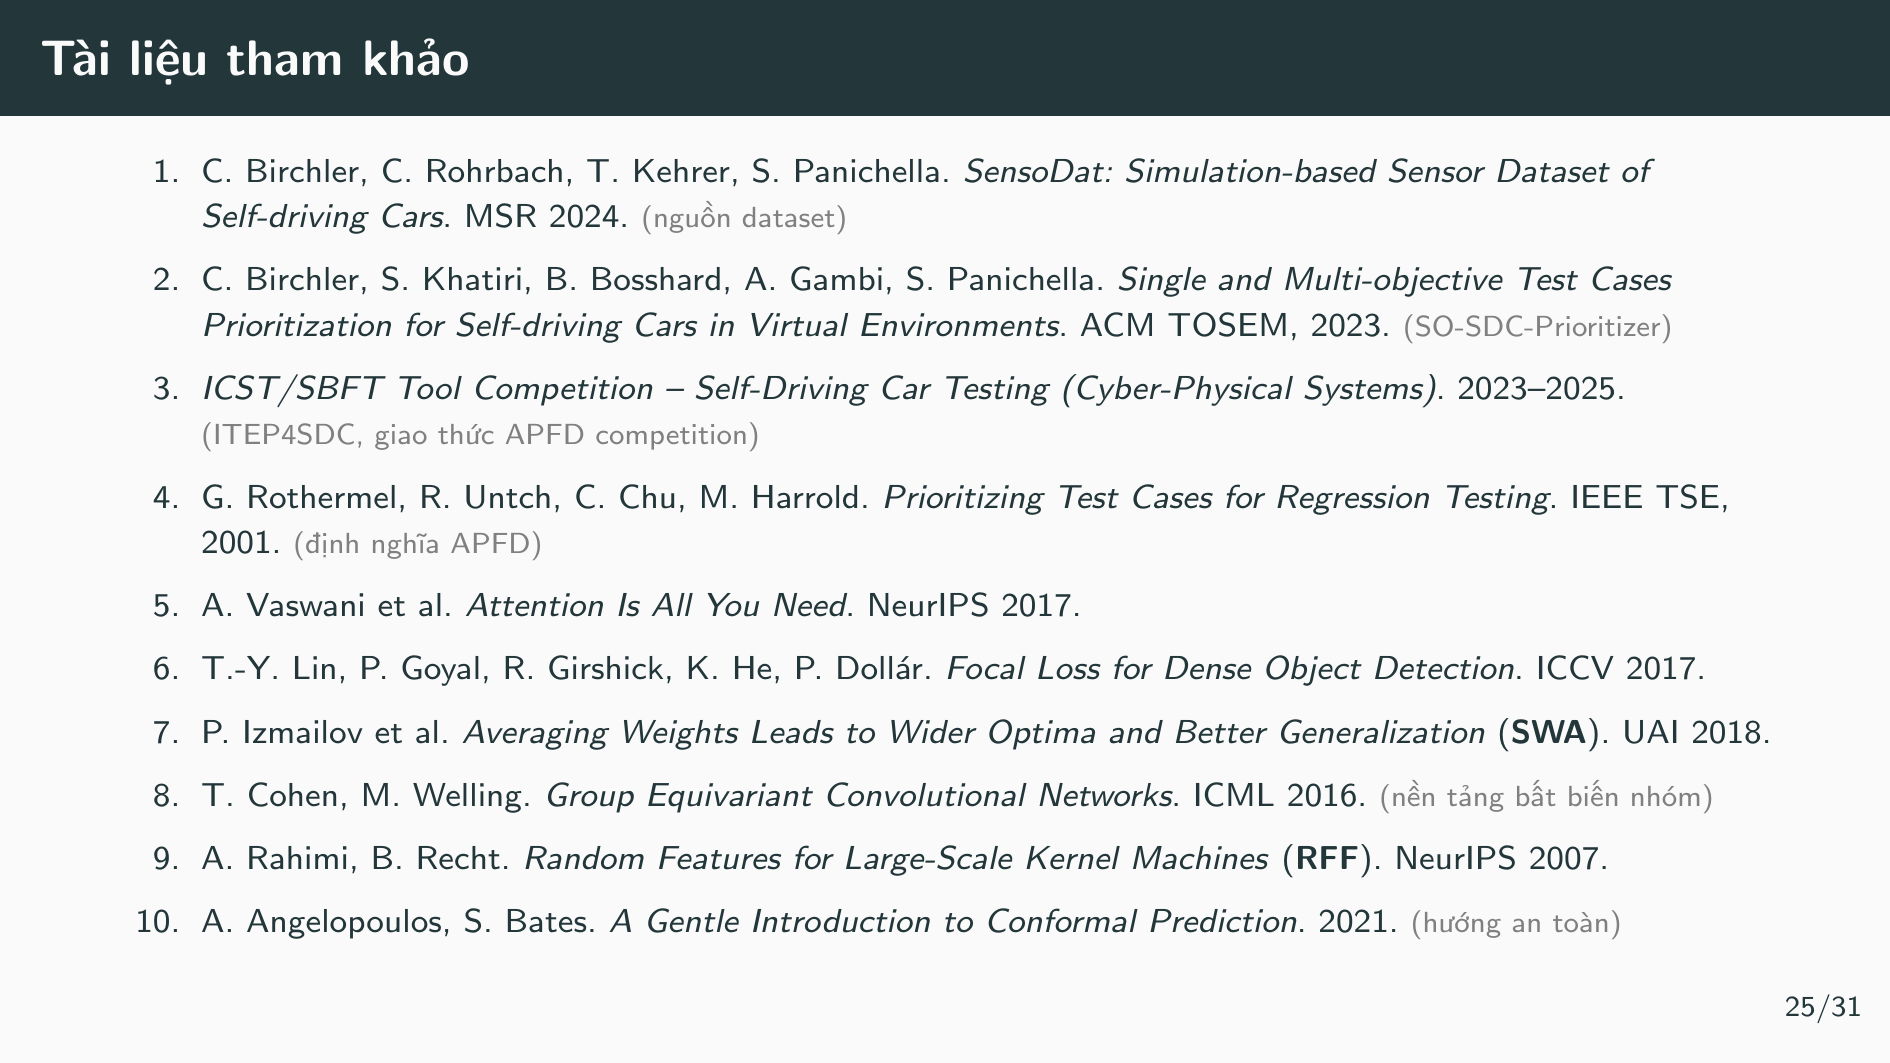 Tài liệu tham khảo
1. C. Birchler, C. Rohrbach, T. Kehrer, S. Panichella. SensoDat: Simulation-based Sensor Dataset of
Self-driving Cars. MSR 2024. (nguồn dataset)
2. C. Birchler, S. Khatiri, B. Bosshard, A. Gambi, S. Panichella. Single and Multi-objective Test Cases
Prioritization for Self-driving Cars in Virtual Environments. ACM TOSEM, 2023. (SO-SDC-Prioritizer)
3. ICST/SBFT Tool Competition – Self-Driving Car Testing (Cyber-Physical Systems). 2023–2025.
(ITEP4SDC, giao thức APFD competition)
4. G. Rothermel, R. Untch, C. Chu, M. Harrold. Prioritizing Test Cases for Regression Testing. IEEE TSE,
2001. (định nghĩa APFD)
5. A. Vaswani et al. Attention Is All You Need. NeurIPS 2017.
6. T.-Y. Lin, P. Goyal, R. Girshick, K. He, P. Dollár. Focal Loss for Dense Object Detection. ICCV 2017.
7. P. Izmailov et al. Averaging Weights Leads to Wider Optima and Better Generalization (SWA). UAI 2018.
8. T. Cohen, M. Welling. Group Equivariant Convolutional Networks. ICML 2016. (nền tảng bất biến nhóm)
9. A. Rahimi, B. Recht. Random Features for Large-Scale Kernel Machines (RFF). NeurIPS 2007.
10. A. Angelopoulos, S. Bates. A Gentle Introduction to Conformal Prediction. 2021. (hướng an toàn)
25/31